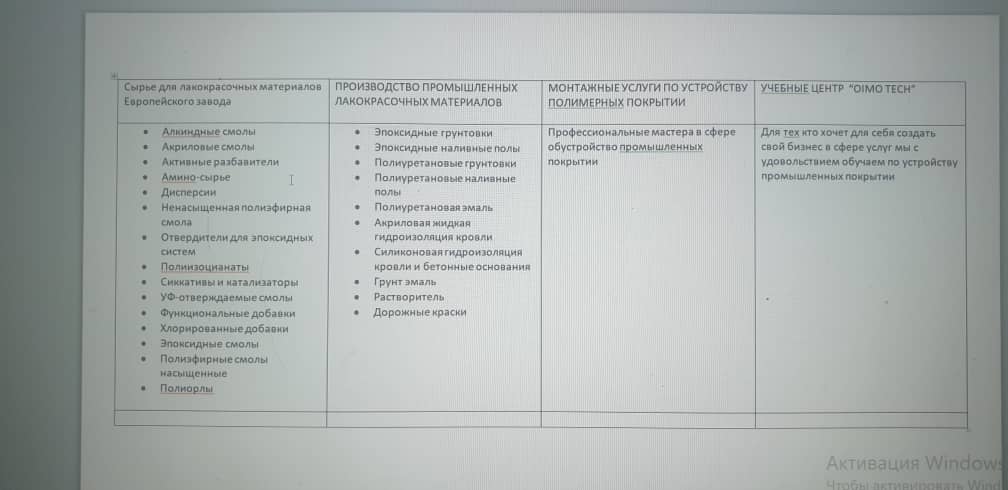 Сырье для лакокрасочных материалов
Европейского завода
ПРОИЗВОДСТВО ПРОМЫШЛЕННЫХ
ЛАКОКРАСОЧНЫХ МАТЕРИАЛОВ
МОНТАЖНЫЕ УСЛУГИ ПО УСТРОЙСТВУ
ПОЛИМЕРНЫХ ПОКРЫТИИ
УЧЕБНЫЕ ЦЕНТР "OIMO TECH"
Алкиндные смолы
Акриловые смолы
Активные разбавители
Амино-сырье
Дисперсии
Ненасыщенная полиэфирная
смола
Отвердители для эпоксидных
систем
Полиизоцианаты
Сиккативы и катализаторы
УФ-отверждаемые смолы
Функциональные добавки
Хлорированные добавки
Эпоксидные смолы
Полиэфирные смолы
насыщенные
Полиорлы
Эпоксидные грунтовки
Эпоксидные наливные полы
Полиуретановые грунтовки
Полиуретановые наливные
полы
Полиуретановая эмаль
Акриловая жидкая
гидроизоляция кровли
Силиконовая гидроизоляция
кровли и бетонные основания
Грунт эмаль
Растворитель
Дорожные краски
Профессиональные мастера в сфере
обустройство промышленных
покрытии
Для тех кто хочет для себя создать
свой бизнес в сфере услуг мы с
удовольствием обучаем по устройству
промышленных покрытии
Активация Windows
Чтобы активировать Wind